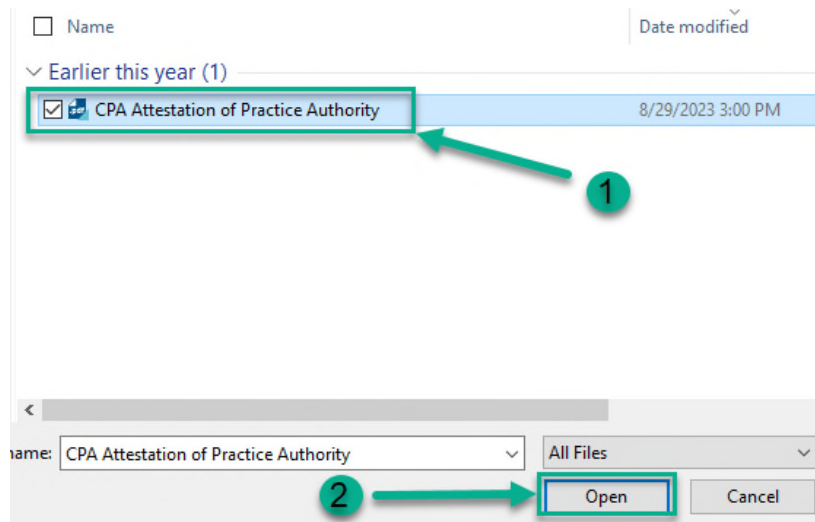 Name Date modified
Earlier this year (1)
CPA Attestation of Practice Authority 8/29/2023 3:00 PM
1
name: CPA Attestation of Practice Authority All Files
2 Open Cancel